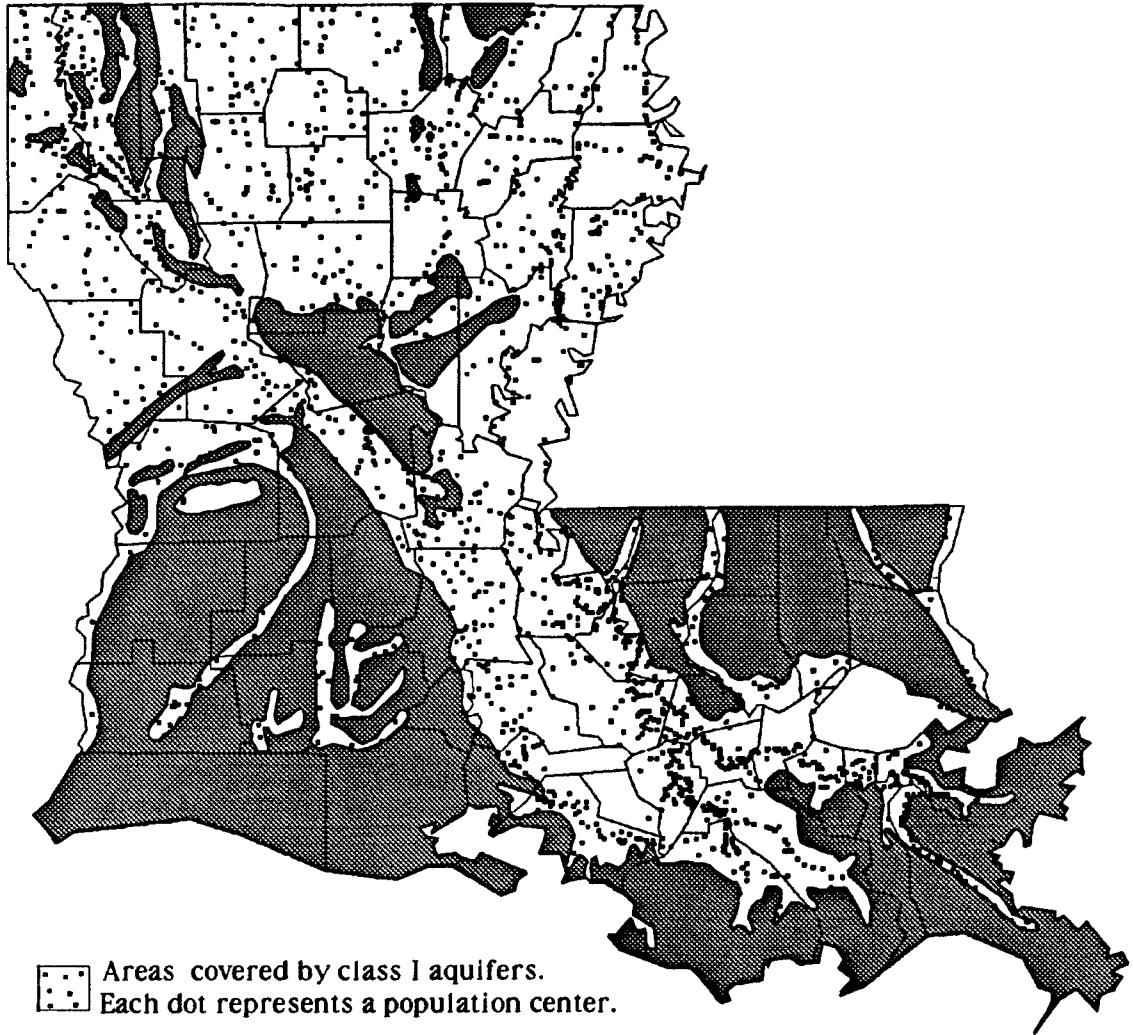 Areas covered by class I aquifers.
Each dot represents a population center.